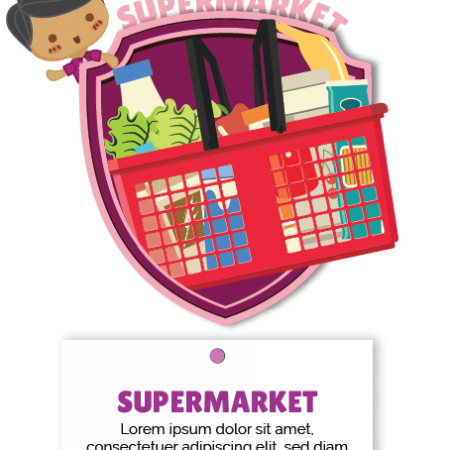 SUPERMARKET
SUPERMARKET
Lorem ipsum dolor sit amet,
consectetuer adipiscing elit, sed diam